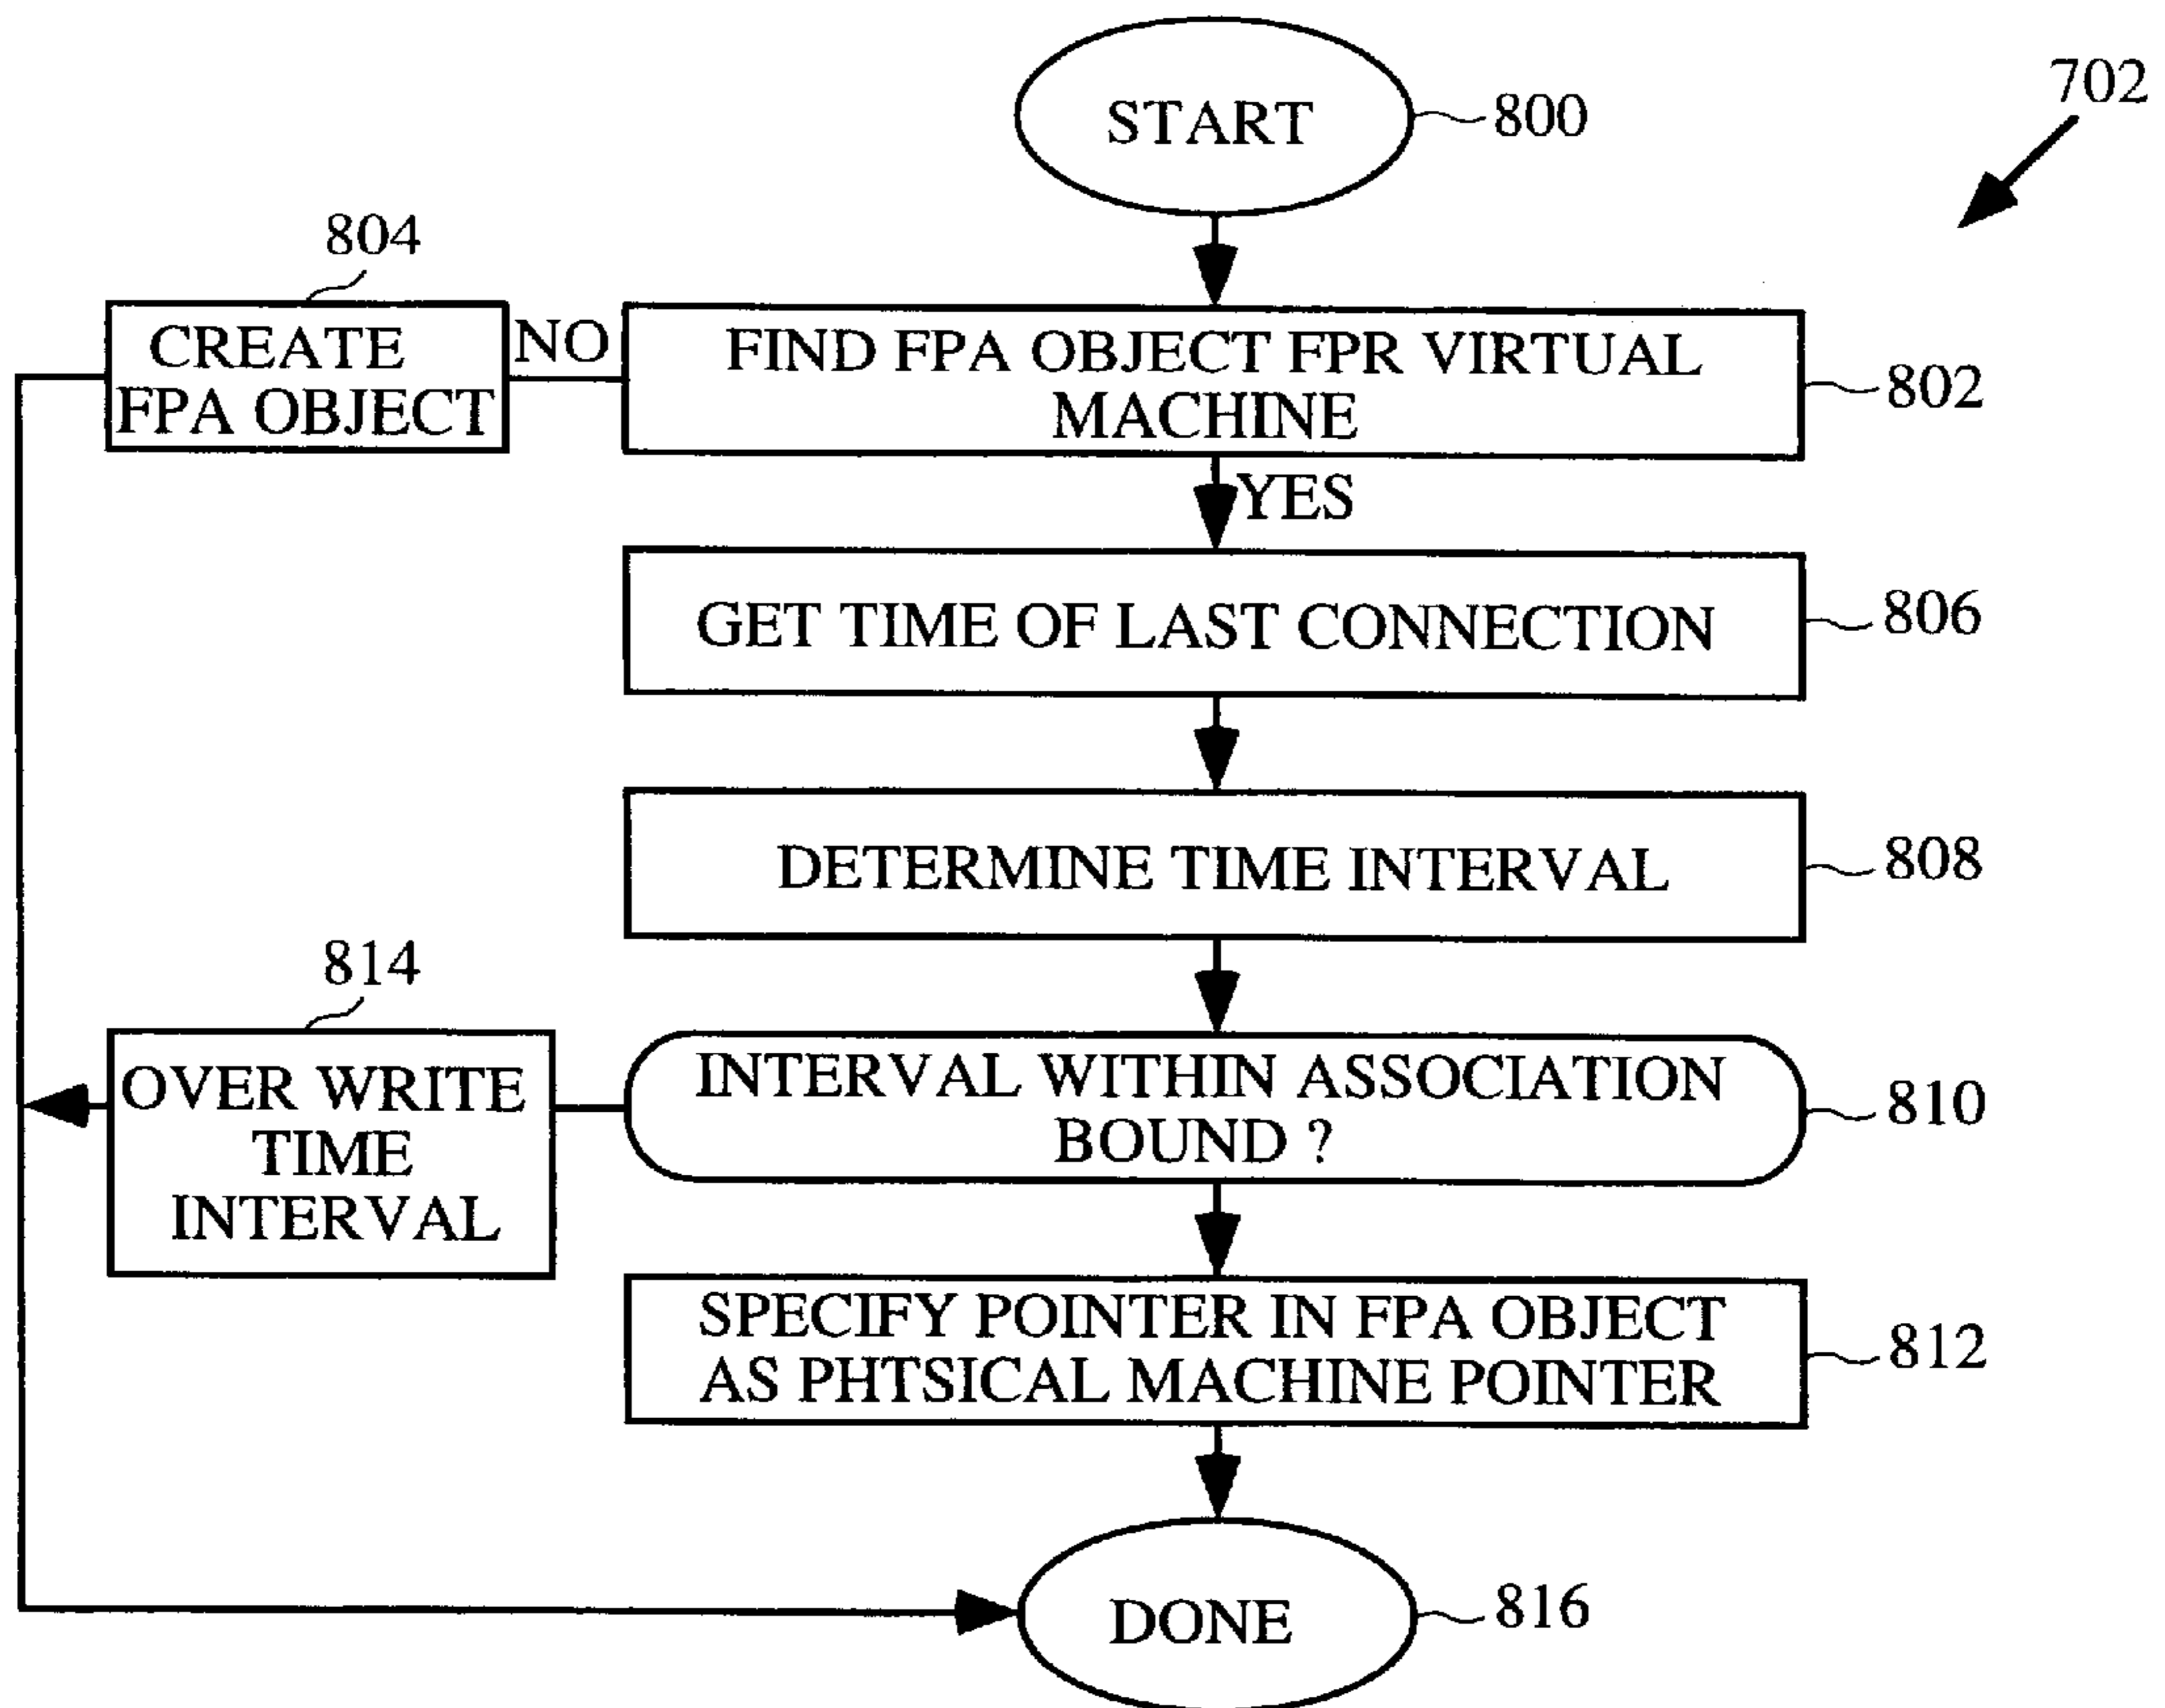 START
800
702
804
CREATE
FPA OBJECT
NO
FIND FPA OBJECT FPR VIRTUAL
MACHINE
802
YES
GET TIME OF LAST CONNECTION
806
DETERMINE TIME INTERVAL
808
814
OVER WRITE
TIME
INTERVAL
INTERVAL WITHIN ASSOCIATION
BOUND ?
810
SPECIFY POINTER IN FPA OBJECT
AS PHTSICAL MACHINE POINTER
812
DONE
816